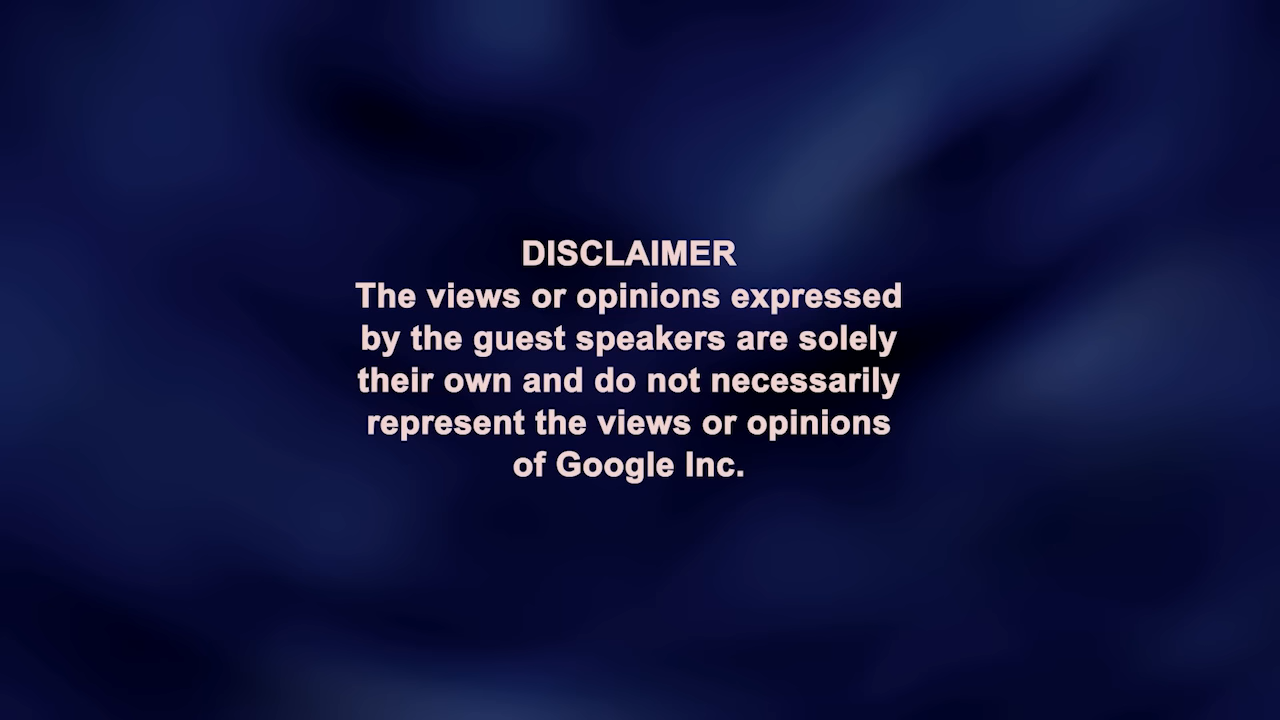 DISCLAIMER
The views or opinions expressed
by the guest speakers are solely
their own and do not necessarily
represent the views or opinions
of Google Inc.